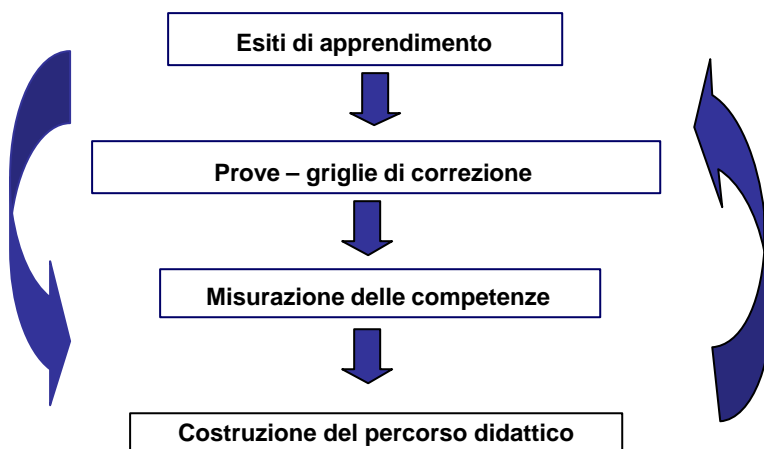 Esiti di apprendimento
Prove – griglie di correzione
Misurazione delle competenze
Costruzione del percorso didattico